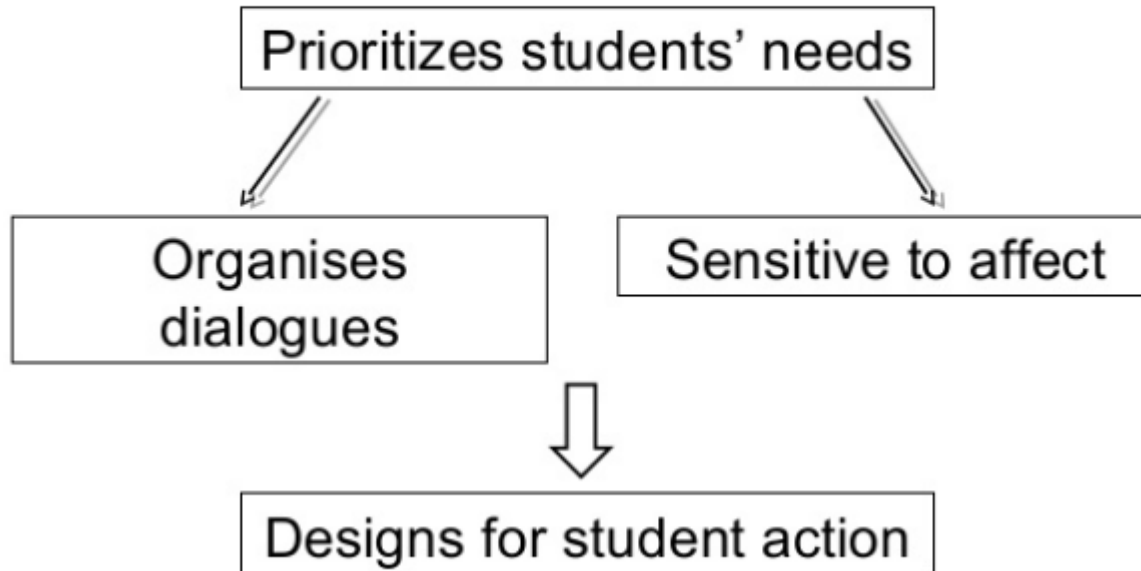 Prioritizes students’ needs
Organises
dialogues
Sensitive to affect
Designs for student action